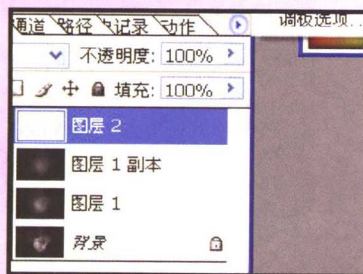 通道 路径 史记录 动作 调板选项..
不透明度: 100%
填充: 100%
图层 2
图层 1 副本
图层 1
背景